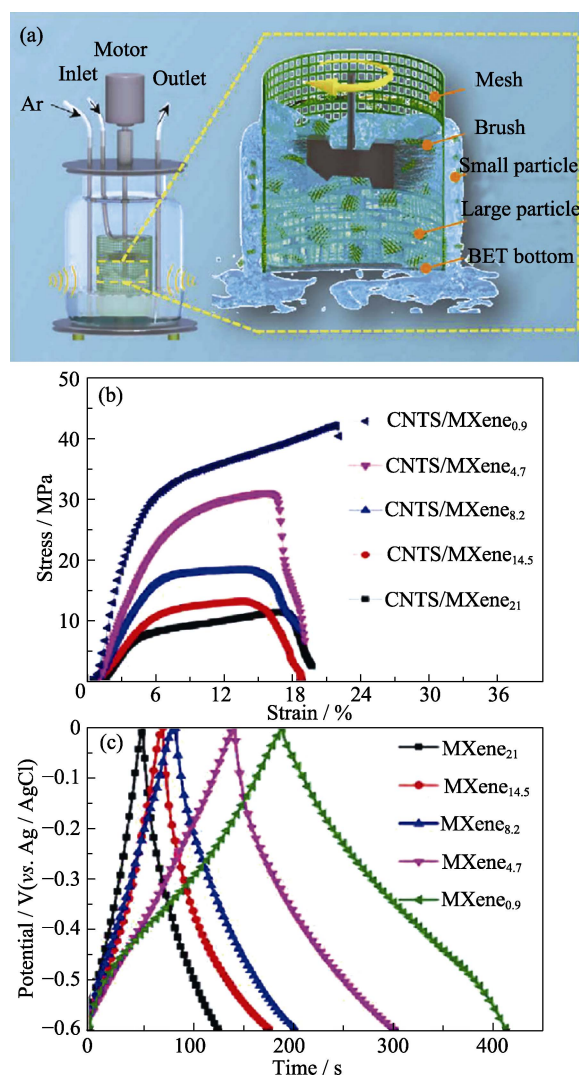 (a)
Motor
Inlet
Outlet
Ar
Mesh
Brush
Small particle
Large particle
BET bottom
(b)
50
40
30
20
10
0
Stress / MPa
CNTS/MXene0.9
CNTS/MXene4.7
CNTS/MXene8.2
CNTS/MXene14.5
CNTS/MXene21
0 6 12 18 24 30 36
Strain / %
(c)
0
−0.1
−0.2
−0.3
−0.4
−0.5
−0.6
Potential / V(vs. Ag / AgCl)
MXene21
MXene14.5
MXene8.2
MXene4.7
MXene0.9
0 100 200 300 400
Time / s